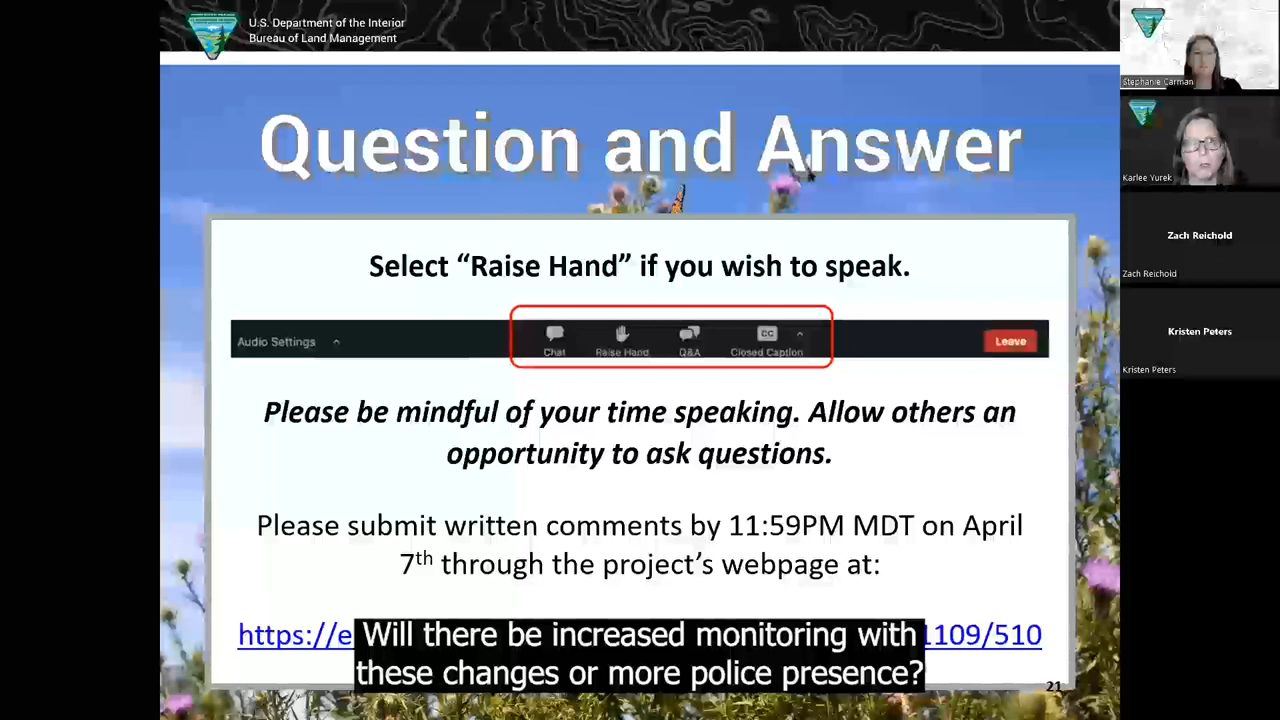 U.S. Department of the Interior
Bureau of Land Management
Question and Answer
Select “Raise Hand” if you wish to speak.
Audio Settings
Chat
Raise Hand
Q&A
CC
Closed Caption
Leave
Please be mindful of your time speaking. Allow others an
opportunity to ask questions.
Please submit written comments by 11:59PM MDT on April
7th through the project’s webpage at:
https://e
1109/510
Will there be increased monitoring with
these changes or more police presence?
21
Stephanie Carman
Karlee Yurek
Zach Reichold
Zach Reichold
Kristen Peters
Kristen Peters